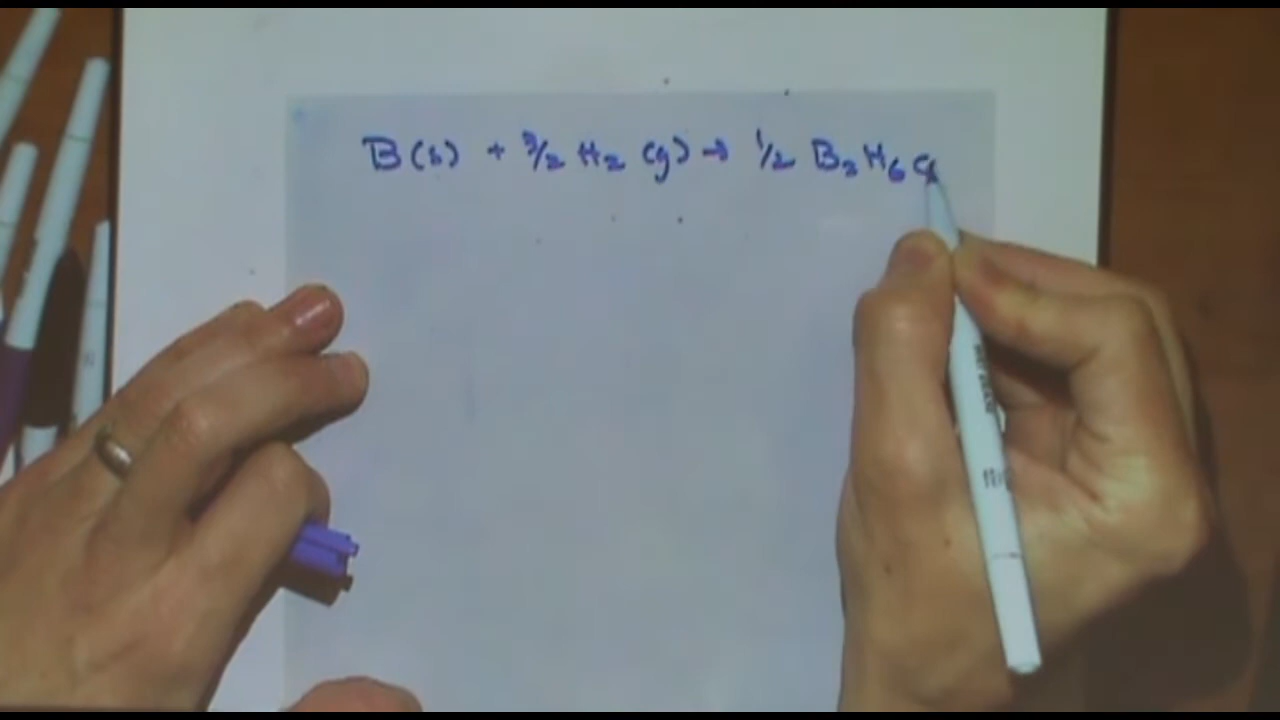 B(s) + 3/2 H₂ (g) → 1/2 B₂H₆ (